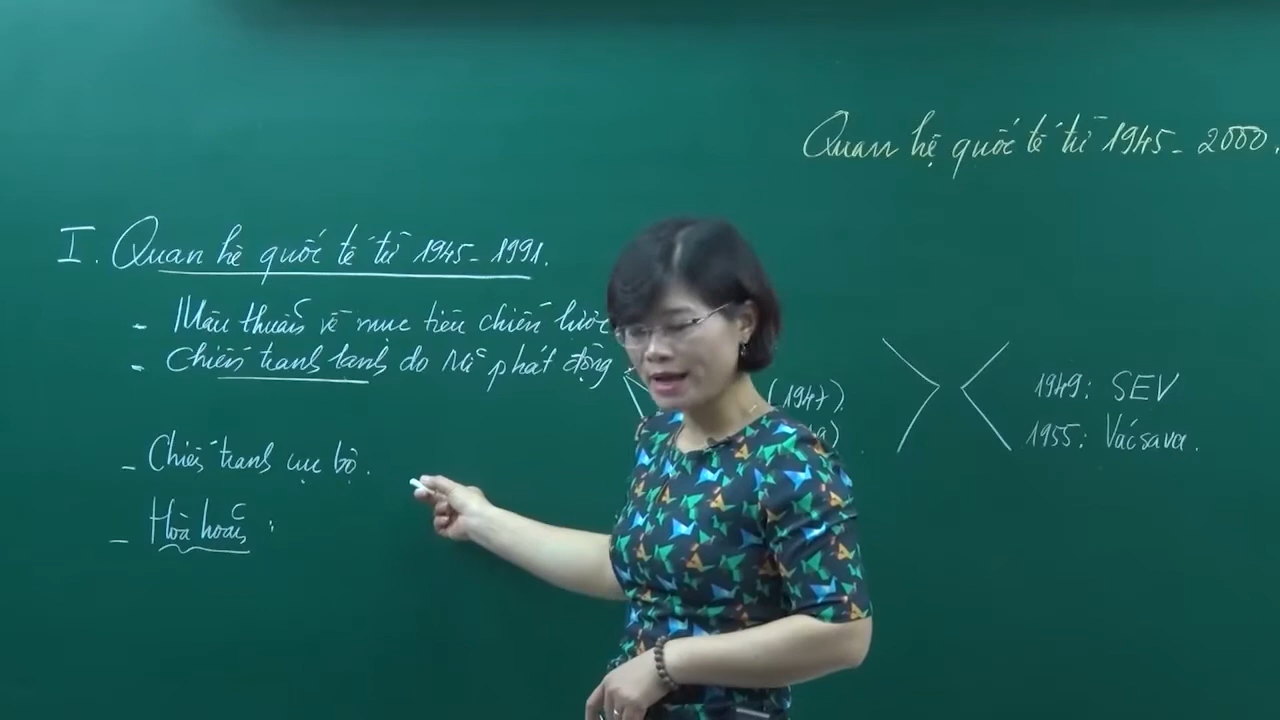 Quan hệ quốc tế từ 1945 - 2000.
I. Quan hệ quốc tế từ 1945 - 1991.
- Mâu thuẫn về mục tiêu chiến lược
- Chiến tranh lạnh do Mĩ phát động
(1947).
1949: SEV
1955: Vácsava.
- Chiến tranh cục bộ.
- Hoà hoãn :